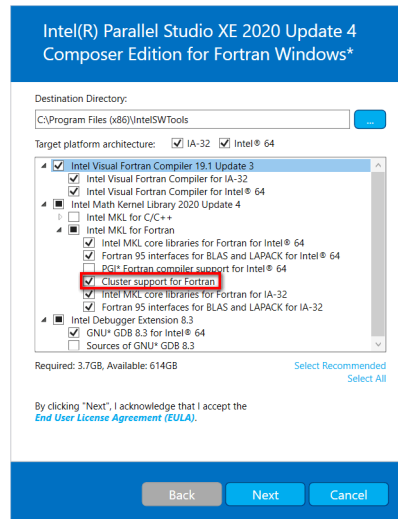 Intel(R) Parallel Studio XE 2020 Update 4
Composer Edition for Fortran Windows*
Destination Directory:
C:\Program Files (x86)\IntelSWTools
...
Target platform architecture: IA-32 Intel® 64
Intel Visual Fortran Compiler 19.1 Update 3
Intel Visual Fortran Compiler for IA-32
Intel Visual Fortran Compiler for Intel® 64
Intel Math Kernel Library 2020 Update 4
Intel MKL for C/C++
Intel MKL for Fortran
Intel MKL core libraries for Fortran for Intel® 64
Fortran 95 interfaces for BLAS and LAPACK for Intel® 64
PGI* Fortran compiler support for Intel® 64
Cluster support for Fortran
Intel MKL core libraries for Fortran for IA-32
Fortran 95 interfaces for BLAS and LAPACK for IA-32
Intel Debugger Extension 8.3
GNU* GDB 8.3 for Intel® 64
Sources of GNU* GDB 8.3
Required: 3.7GB, Available: 614GB
Select Recommended
Select All
By clicking "Next", I acknowledge that I accept the
End User License Agreement (EULA).
Back Next Cancel